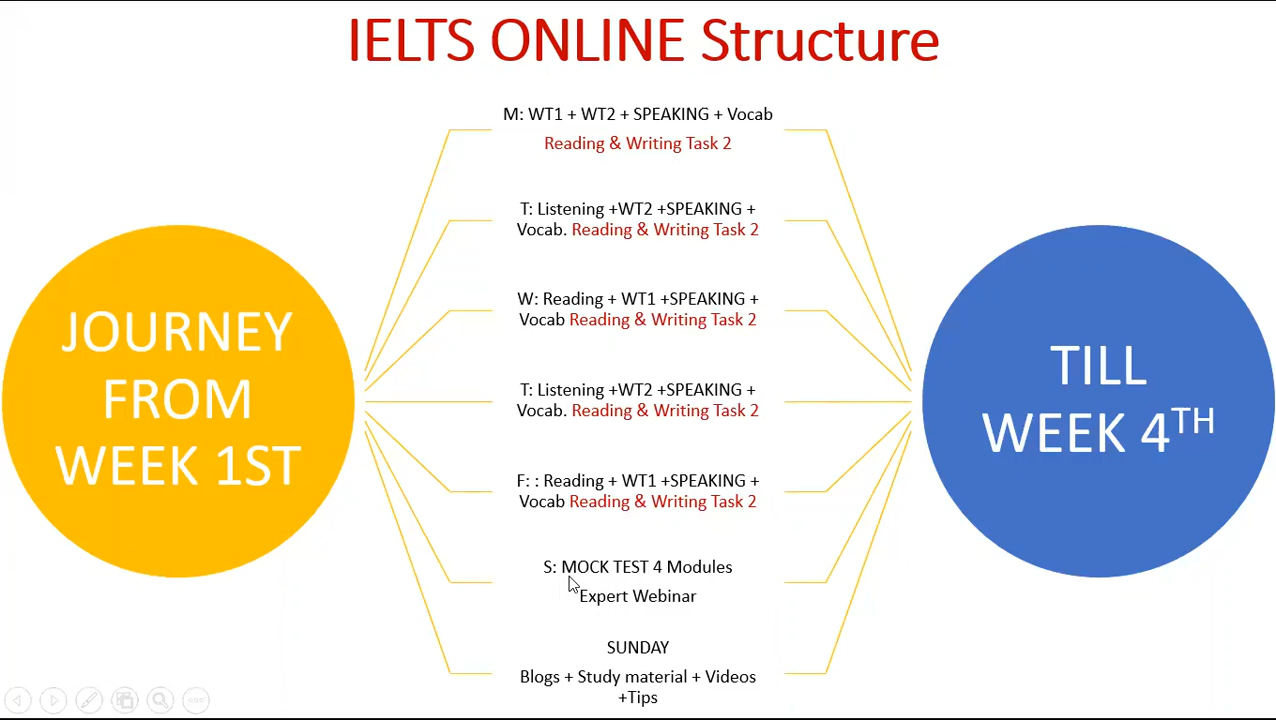 IELTS ONLINE Structure
M: WT1 + WT2 + SPEAKING + Vocab
Reading & Writing Task 2
T: Listening +WT2 +SPEAKING +
Vocab. Reading & Writing Task 2
W: Reading + WT1 +SPEAKING +
Vocab Reading & Writing Task 2
T: Listening +WT2 +SPEAKING +
Vocab. Reading & Writing Task 2
F: : Reading + WT1 +SPEAKING +
Vocab Reading & Writing Task 2
S: MOCK TEST 4 Modules
Expert Webinar
SUNDAY
Blogs + Study material + Videos
+Tips
JOURNEY
FROM
WEEK 1ST
TILL
WEEK 4TH